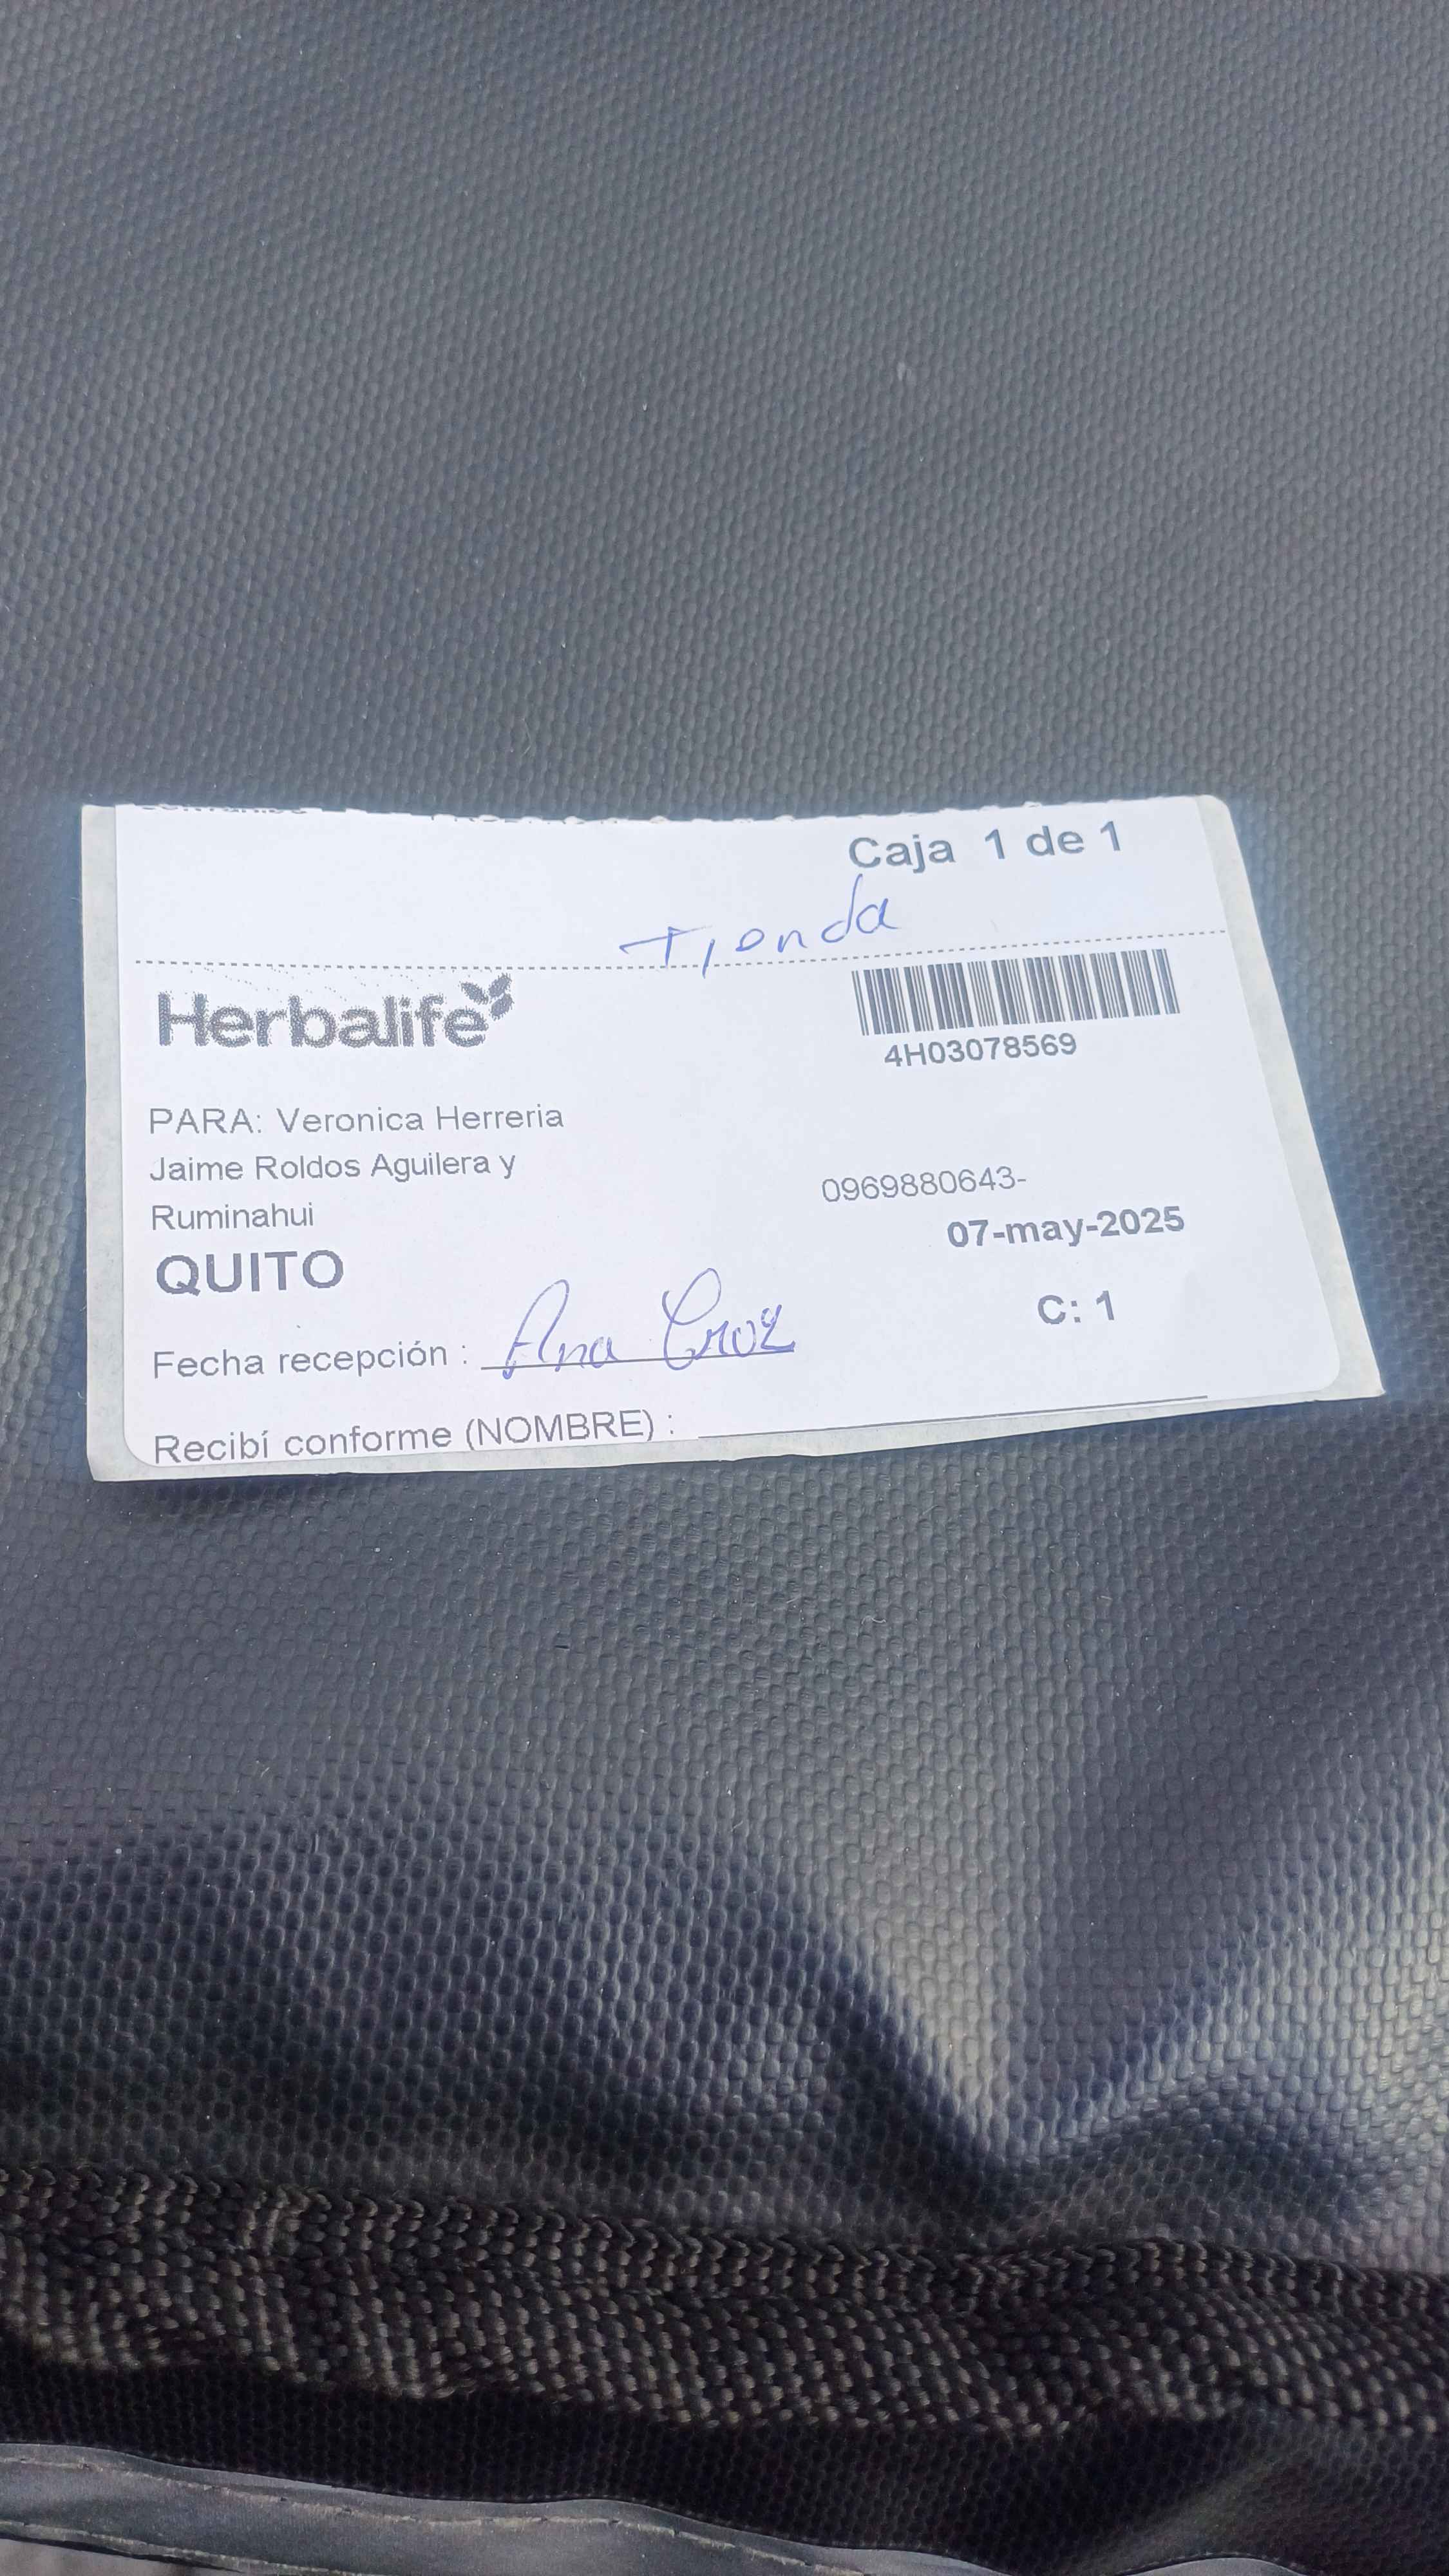 Caja 1 de 1
Tienda
Herbalife
4H03078569
PARA: Veronica Herreria
Jaime Roldos Aguilera y
Ruminahui
0969880643-
QUITO
07-may-2025
C: 1
Fecha recepción : Ana Cruz
Recibí conforme (NOMBRE) :